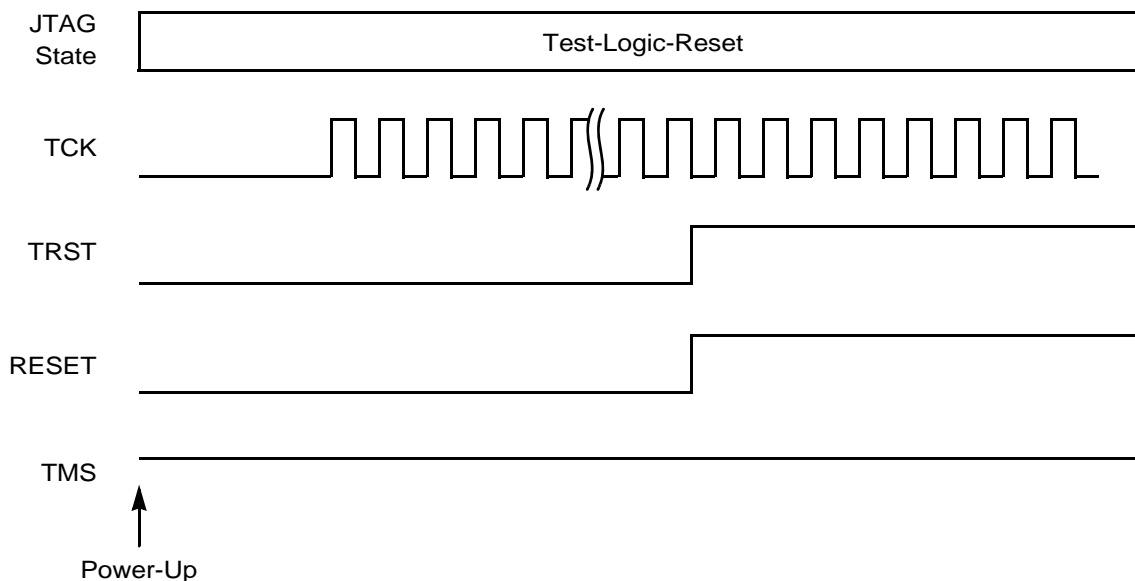 JTAG
State
Test-Logic-Reset
TCK
TRST
RESET
TMS
Power-Up